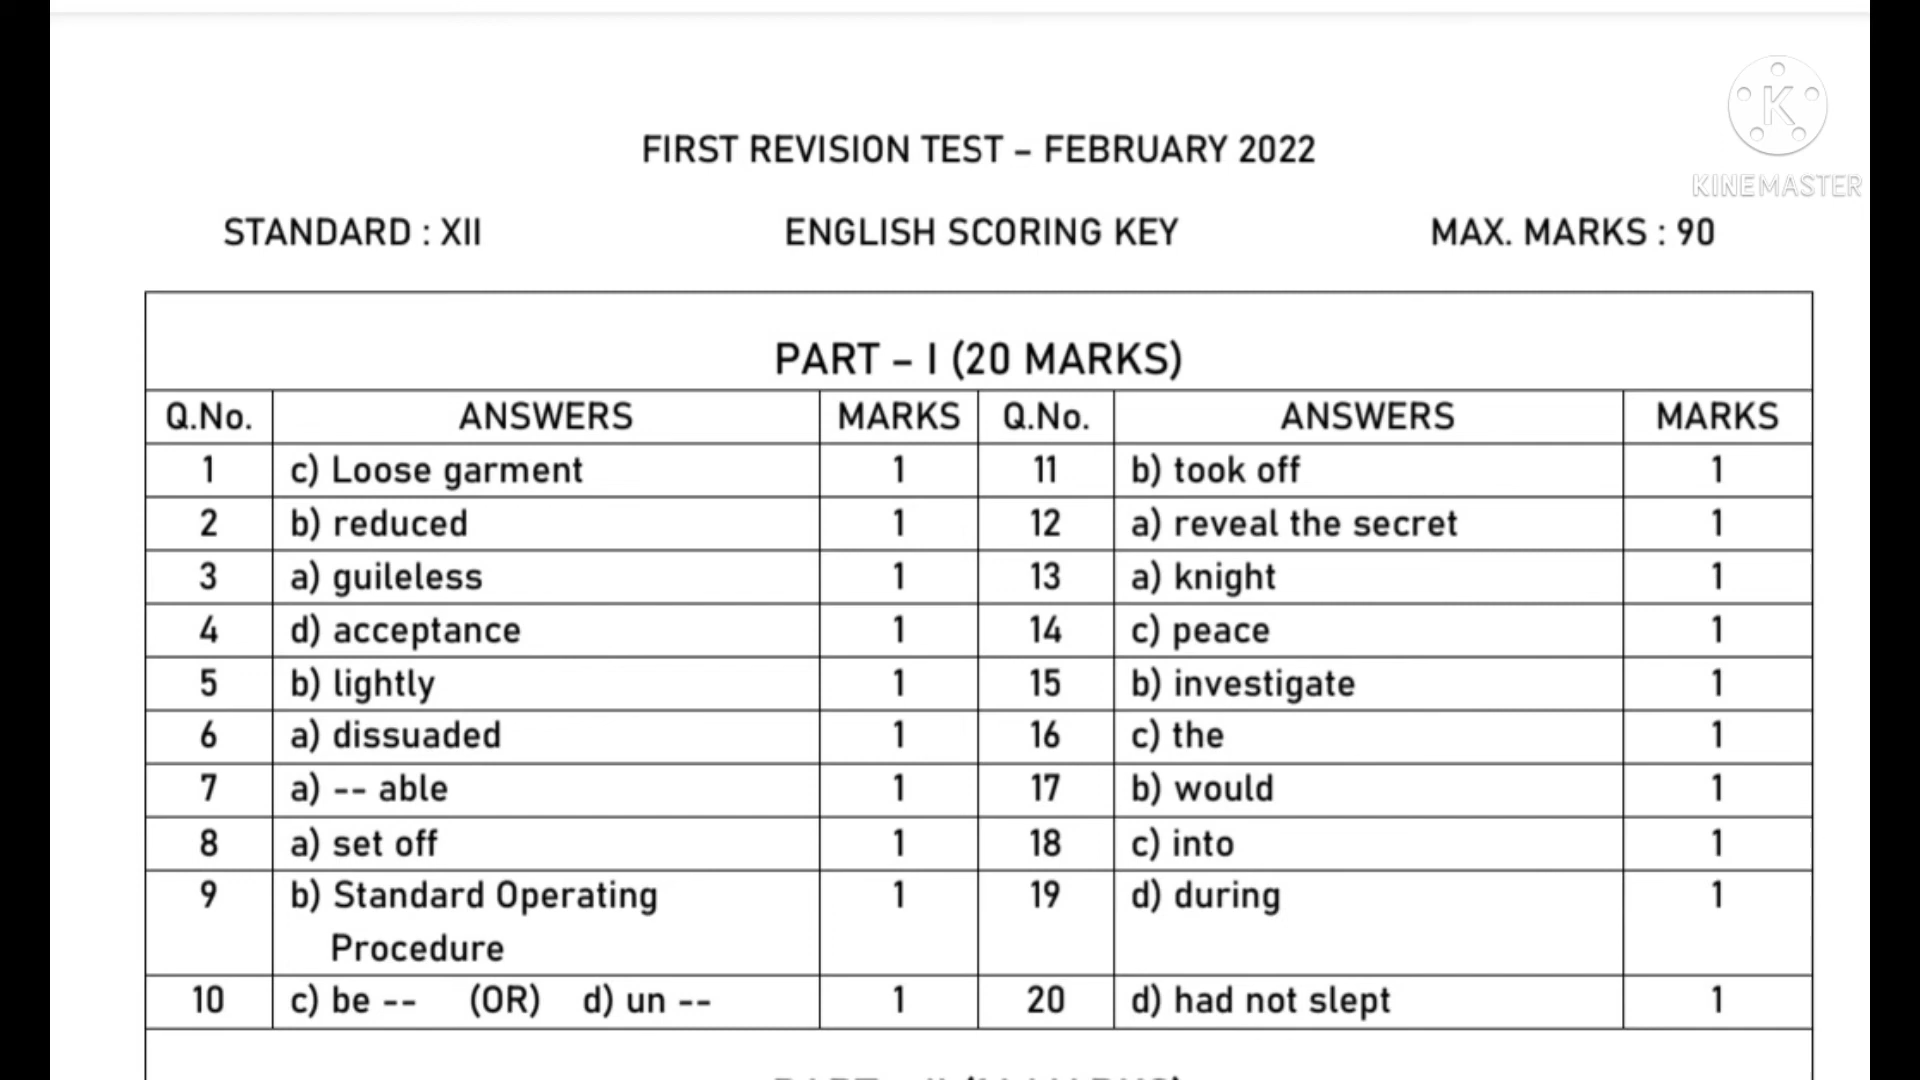 K
KINEMASTER
FIRST REVISION TEST – FEBRUARY 2022
STANDARD : XII ENGLISH SCORING KEY MAX. MARKS : 90
PART – I (20 MARKS)
Q.No. ANSWERS MARKS Q.No. ANSWERS MARKS
1 c) Loose garment 1 11 b) took off 1
2 b) reduced 1 12 a) reveal the secret 1
3 a) guileless 1 13 a) knight 1
4 d) acceptance 1 14 c) peace 1
5 b) lightly 1 15 b) investigate 1
6 a) dissuaded 1 16 c) the 1
7 a) -- able 1 17 b) would 1
8 a) set off 1 18 c) into 1
9 b) Standard Operating 1 19 d) during 1
Procedure
10 c) be -- (OR) d) un -- 1 20 d) had not slept 1